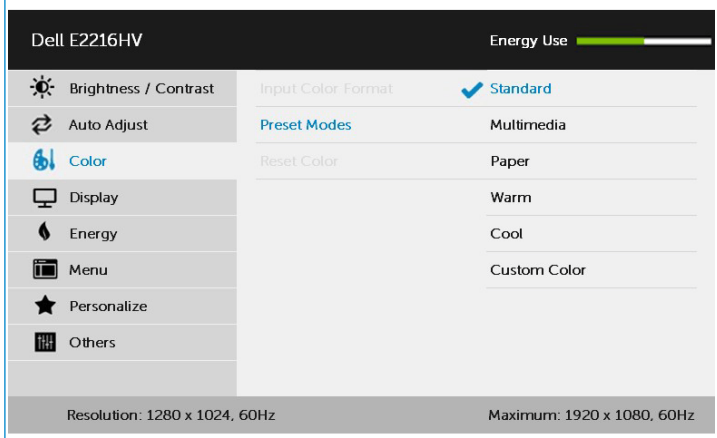 Dell E2216HV
Energy Use
Brightness / Contrast
Input Color Format
Standard
Auto Adjust
Preset Modes
Multimedia
Color
Reset Color
Paper
Display
Warm
Energy
Cool
Menu
Custom Color
Personalize
Others
Resolution: 1280 x 1024, 60Hz
Maximum: 1920 x 1080, 60Hz